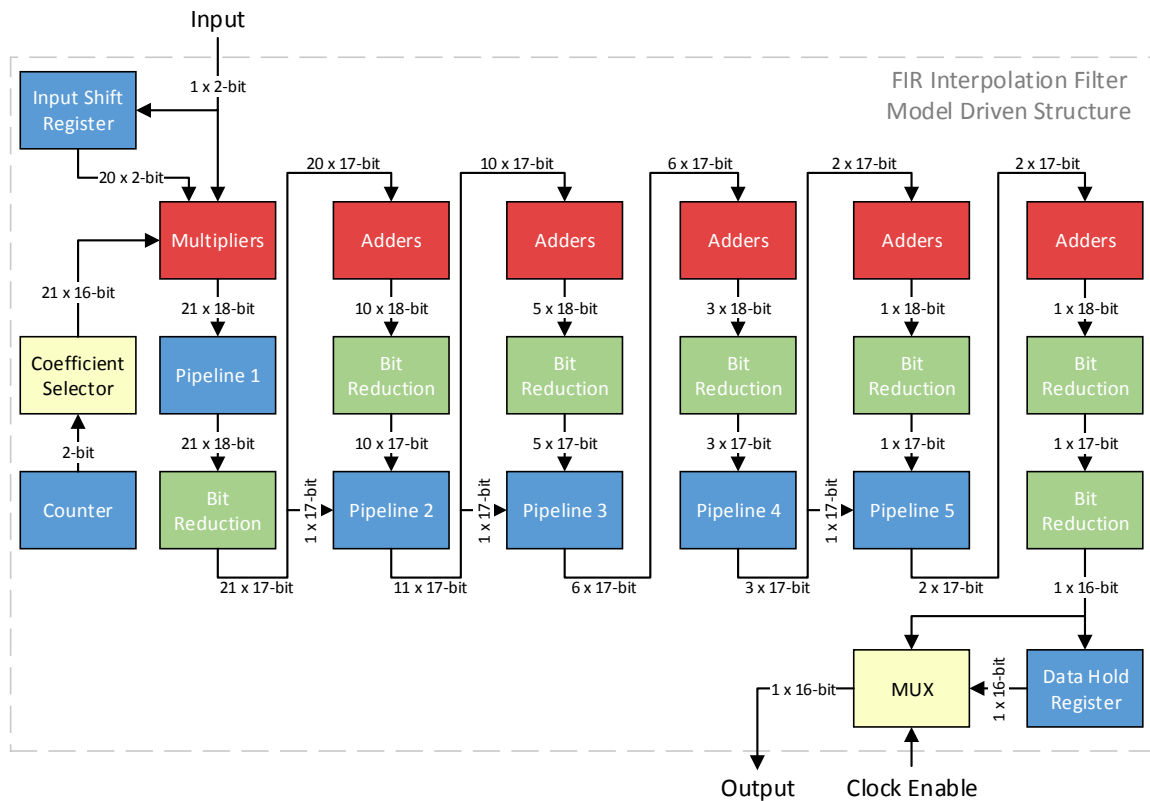 Input
FIR Interpolation Filter
Model Driven Structure
1 x 2-bit
Input Shift
Register
20 x 2-bit
20 x 17-bit
10 x 17-bit
6 x 17-bit
2 x 17-bit
2 x 17-bit
Multipliers
Adders
Adders
Adders
Adders
Adders
21 x 16-bit
21 x 18-bit
10 x 18-bit
5 x 18-bit
3 x 18-bit
1 x 18-bit
1 x 18-bit
Coefficient
Selector
Pipeline 1
Bit
Reduction
Bit
Reduction
Bit
Reduction
Bit
Reduction
Bit
Reduction
2-bit
21 x 18-bit
10 x 17-bit
5 x 17-bit
3 x 17-bit
1 x 17-bit
1 x 17-bit
Counter
Bit
Reduction
1 x 17-bit
Pipeline 2
1 x 17-bit
Pipeline 3
Pipeline 4
1 x 17-bit
Pipeline 5
Bit
Reduction
21 x 17-bit
11 x 17-bit
6 x 17-bit
3 x 17-bit
2 x 17-bit
1 x 16-bit
1 x 16-bit
MUX
1 x 16-bit
Data Hold
Register
Output
Clock Enable